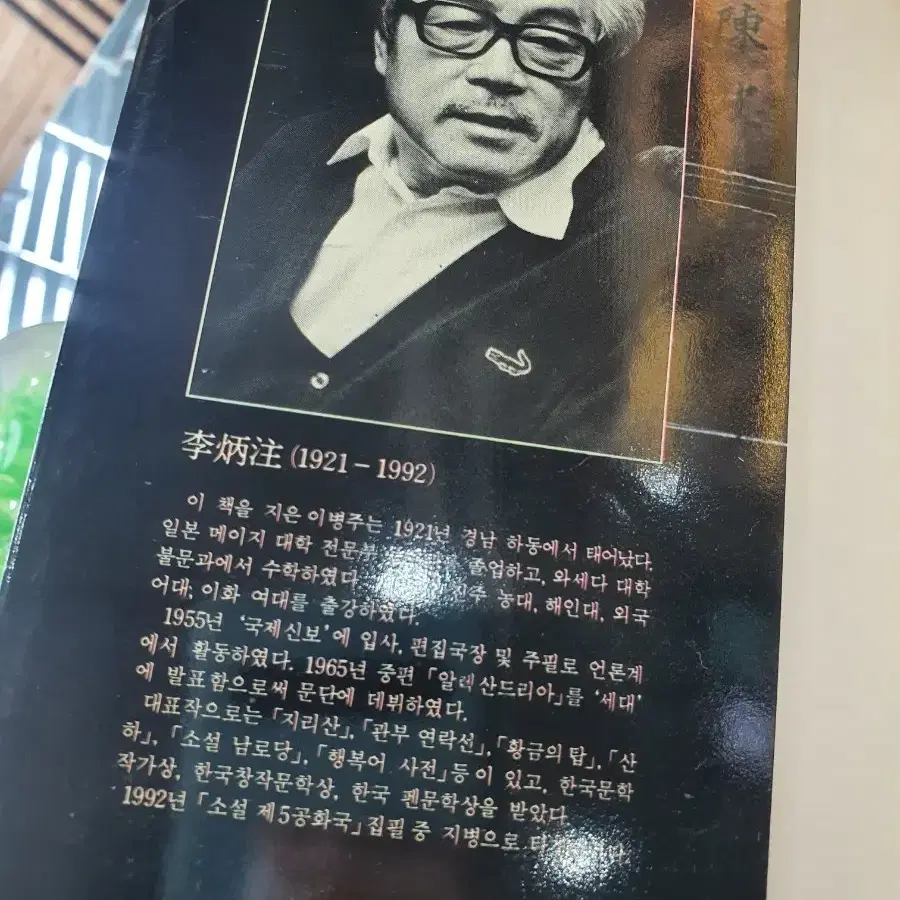 陳
李炳注 (1921－1992)
이 책을 지은 이병주는 1921년 경남 하동에서 태어났다.
일본 메이지 대학 전문부 졸업하고, 와세다 대학
불문과에서 수학하였다 진주 농대, 해인대, 외국
어대, 이화 여대를 출강하였다.
1955년 ‘국제신보’에 입사, 편집국장 및 주필로 언론계
에서 활동하였다. 1965년 중편 「알렉산드리아」를 ‘세대’
에 발표함으로써 문단에 데뷔하였다.
대표작으로는 「지리산」, 「관부 연락선」, 「황금의 탑」, 「산
하」, 「소설 남로당」, 「행복어 사전」 등이 있고, 한국문학
작가상, 한국창작문학상, 한국 펜문학상을 받았다
1992년 「소설 제5공화국」 집필 중 지병으로